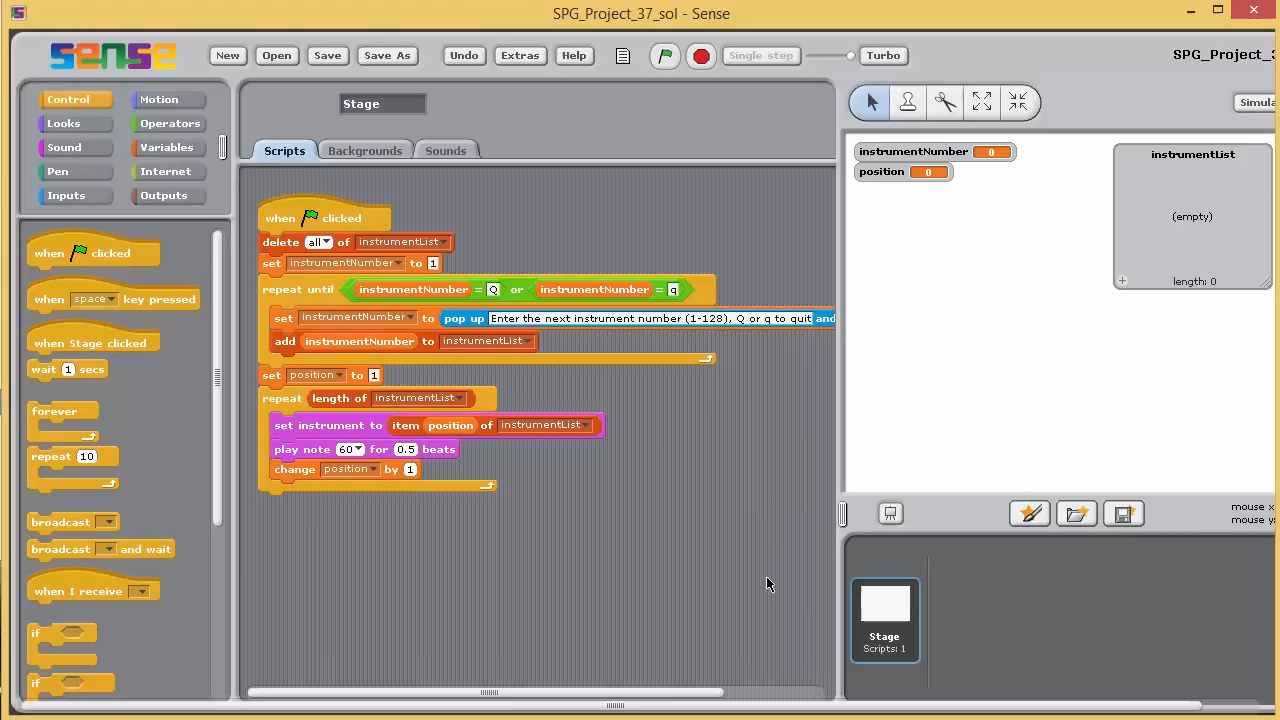 SPG_Project_37_sol - Sense
sense
New
Open
Save
Save As
Undo
Extras
Help
Single step
Turbo
SPG_Project_3
Control
Motion
Looks
Operators
Sound
Variables
Pen
Internet
Inputs
Outputs
Stage
Scripts
Backgrounds
Sounds
Simula
when clicked
when space key pressed
when Stage clicked
wait 1 secs
forever
repeat 10
broadcast
broadcast and wait
when I receive
if
if
when clicked
delete all of instrumentList
set instrumentNumber to 1
repeat until instrumentNumber = Q or instrumentNumber = q
set instrumentNumber to pop up Enter the next instrument number (1-128), Q or q to quit and
add instrumentNumber to instrumentList
set position to 1
repeat length of instrumentList
set instrument to item position of instrumentList
play note 60 for 0.5 beats
change position by 1
instrumentNumber 0
position 0
instrumentList
(empty)
+ length: 0
mouse x
mouse y
Stage
Scripts: 1